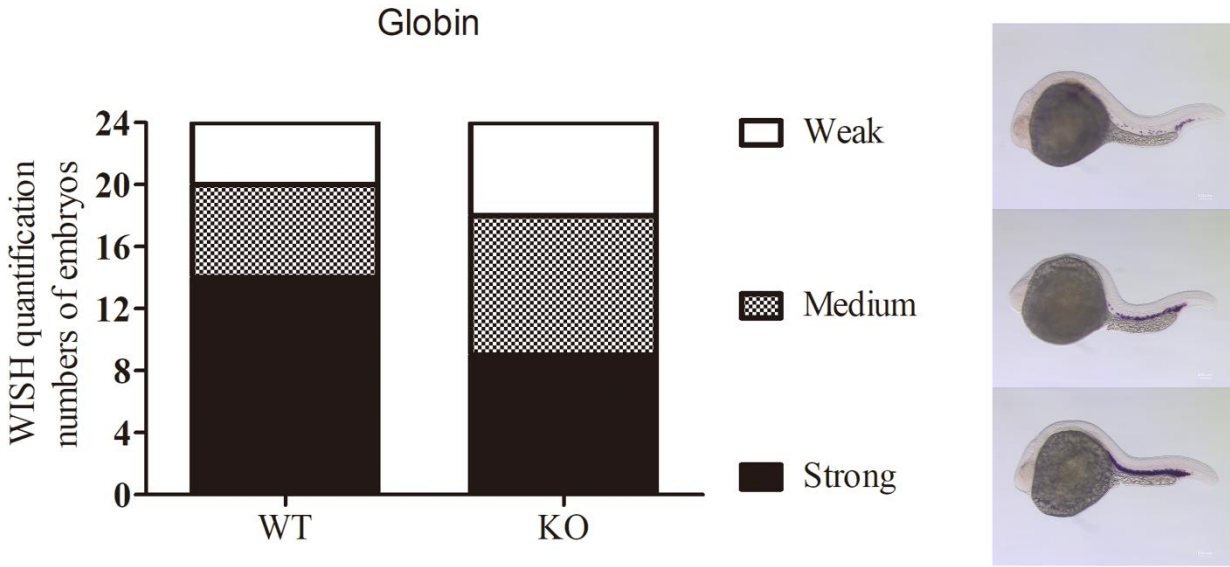 Globin
WISH quantification
numbers of embryos
24
20
16
12
8
4
0
WT
KO
Weak
Medium
Strong